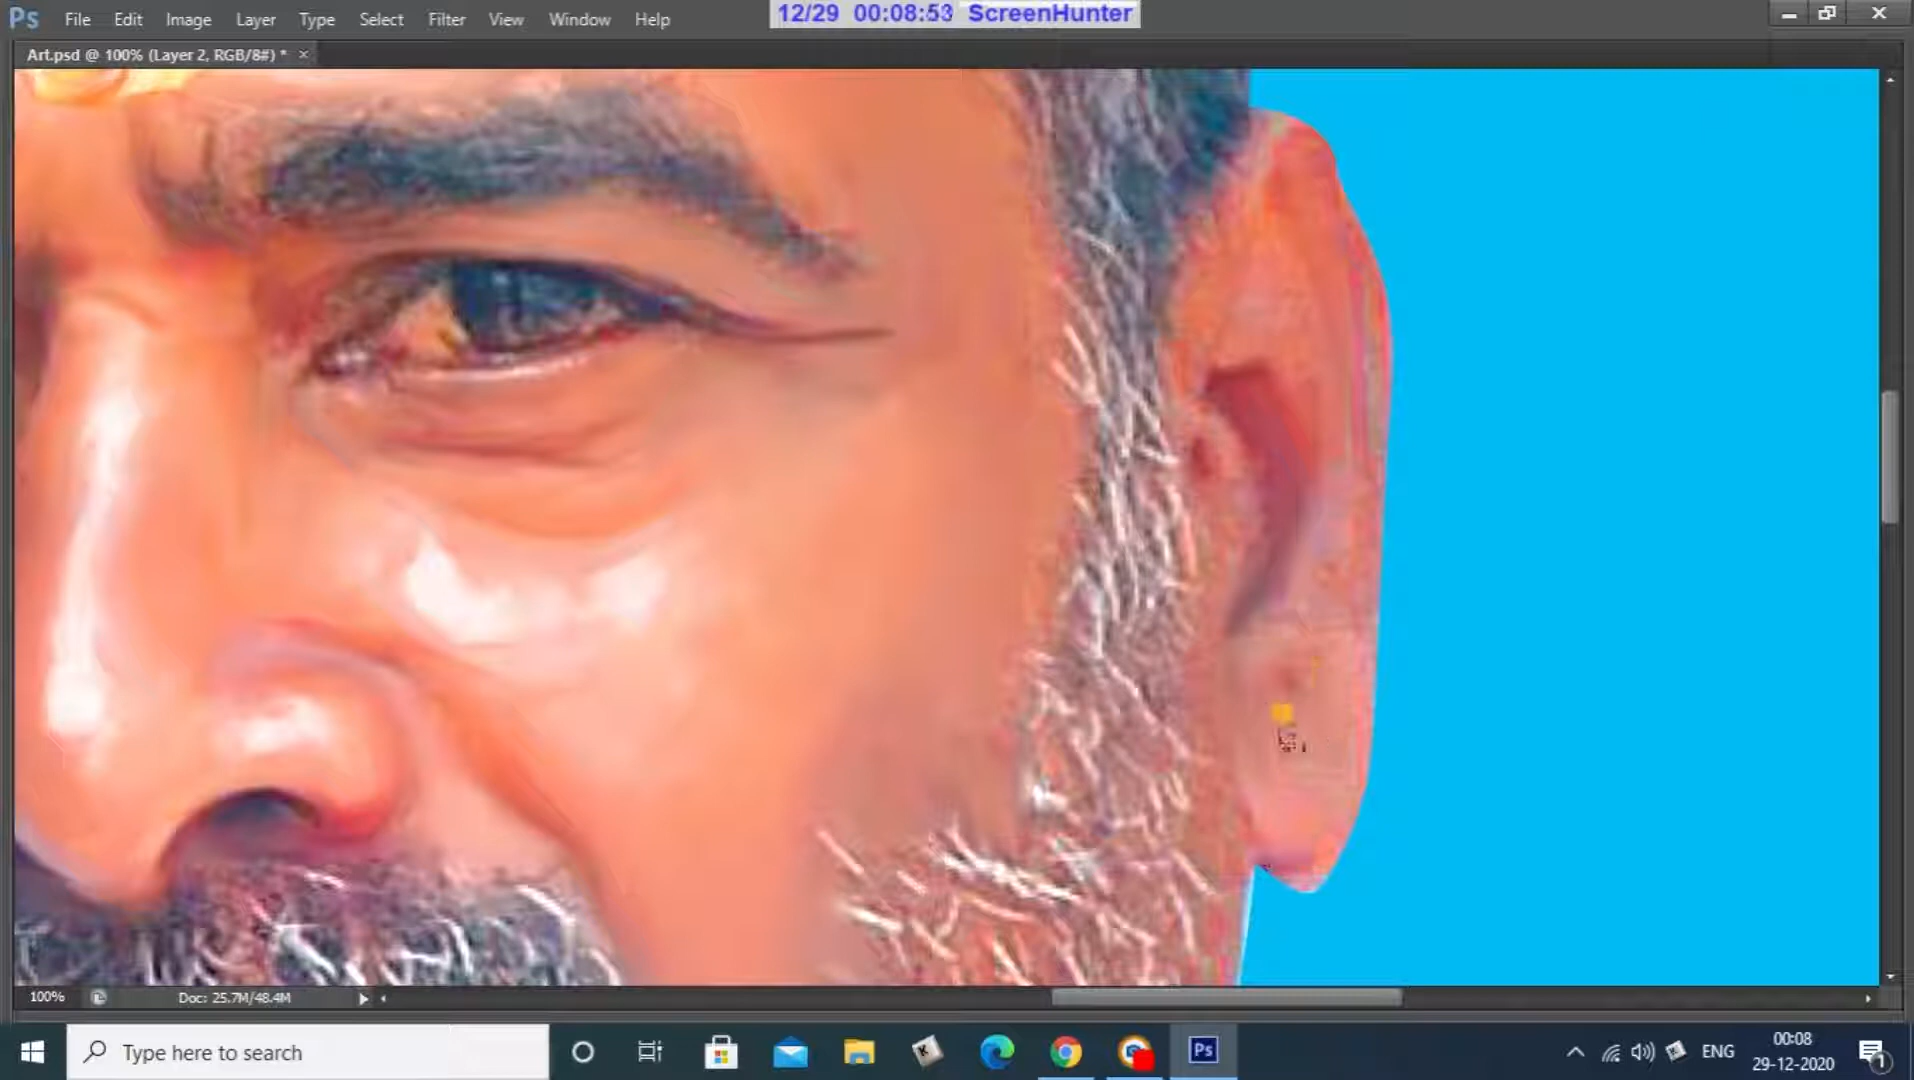 Ps File Edit Image Layer Type Select Filter View Window Help
12/29 00:08:53 ScreenHunter
Art.psd @ 100% (Layer 2, RGB/8#) * ×
100% Doc: 25.7M/48.4M
Type here to search
Ps
ENG
00:08
29-12-2020
1